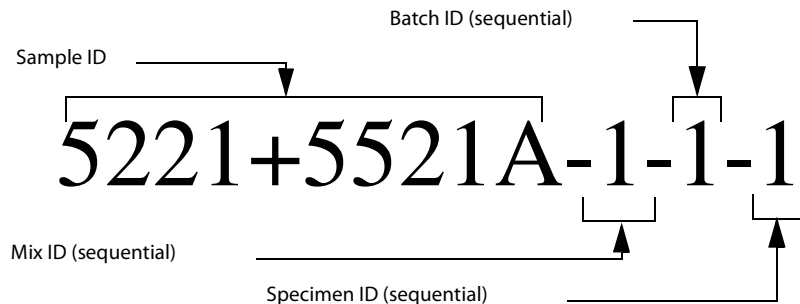 Batch ID (sequential)
Sample ID
5221+5521A-1-1-1
Mix ID (sequential)
Specimen ID (sequential)